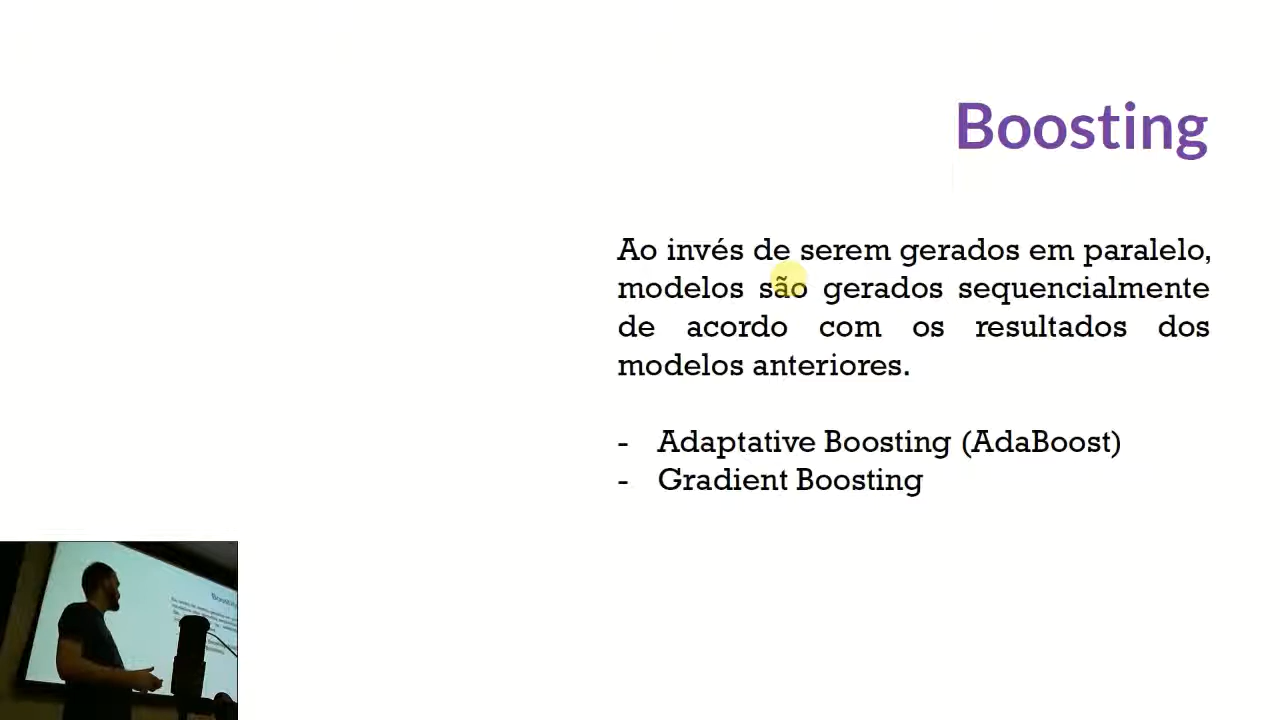 Boosting
Ao invés de serem gerados em paralelo,
modelos são gerados sequencialmente
de acordo com os resultados dos
modelos anteriores.
- Adaptative Boosting (AdaBoost)
- Gradient Boosting